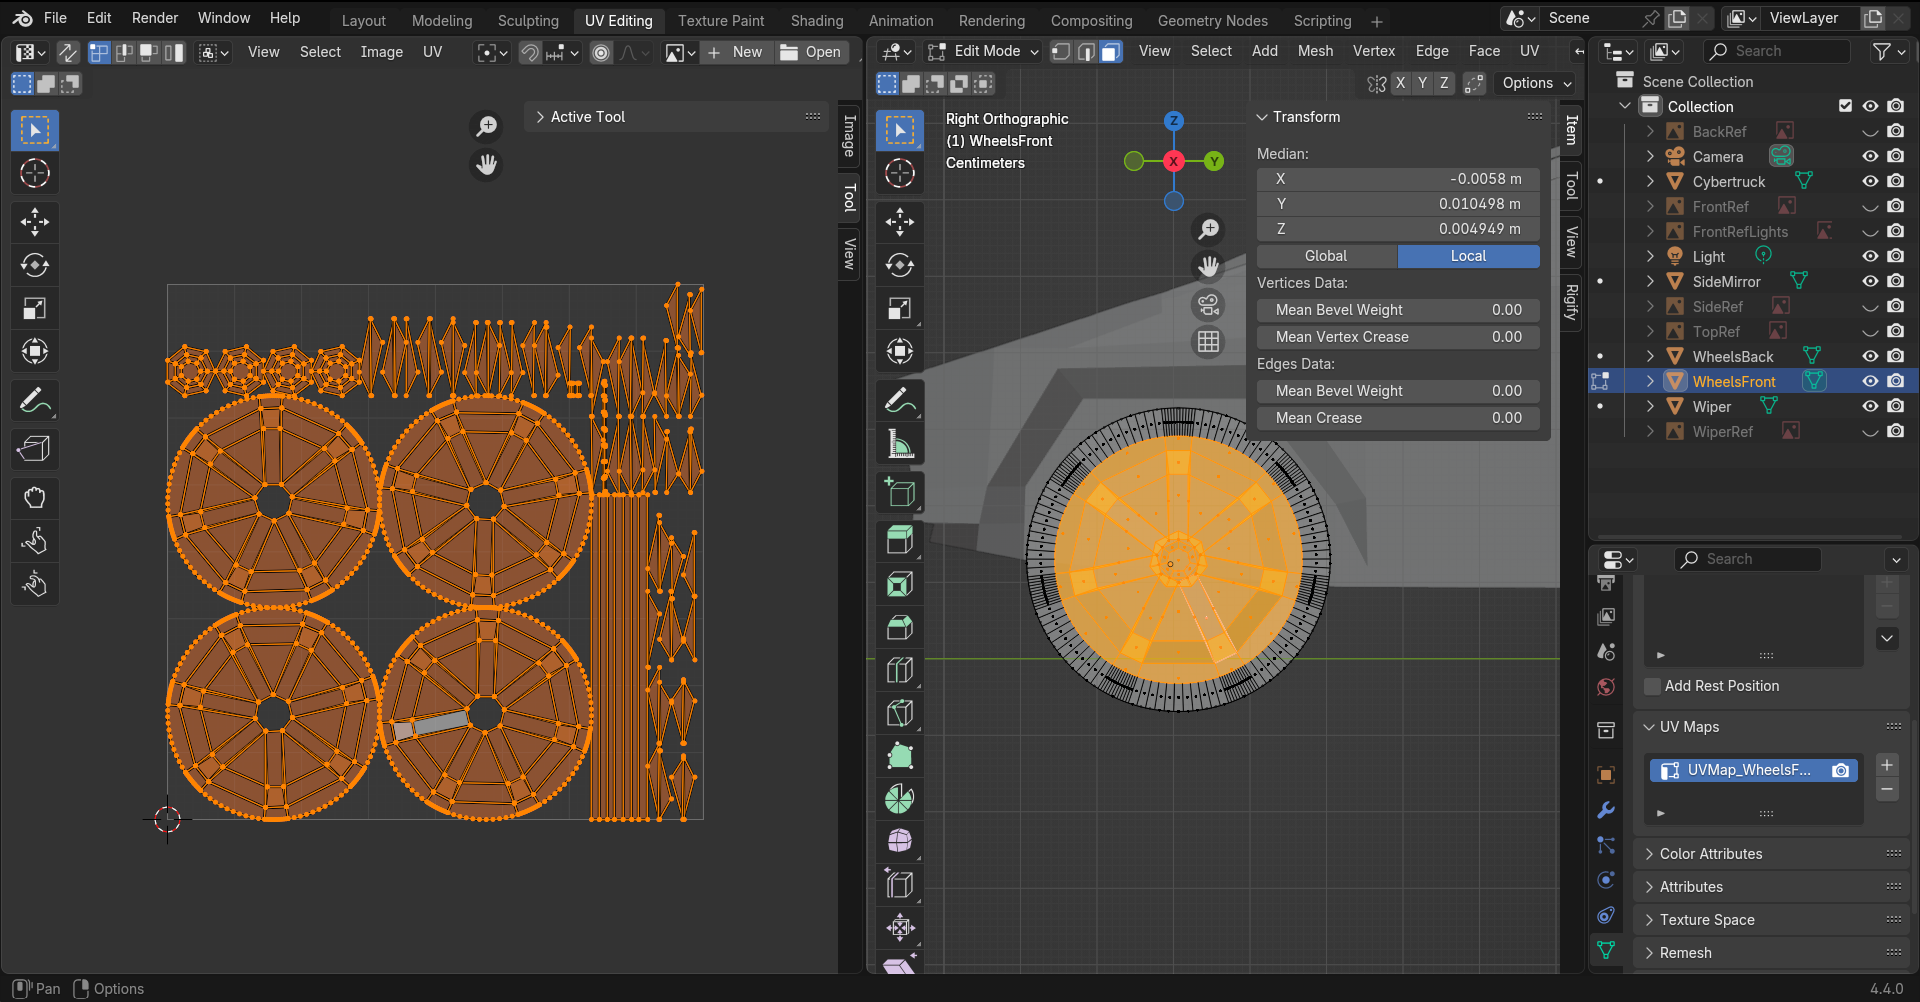 File Edit Render Window Help Layout Modeling Sculpting UV Editing Texture Paint Shading Animation Rendering Compositing Geometry Nodes Scripting + Scene ViewLayer
View Select Image UV New Open
Edit Mode View Select Add Mesh Vertex Edge Face UV
Search
X Y Z Options
Scene Collection
Collection
BackRef
Camera
Cybertruck
FrontRef
FrontRefLights
Light
SideMirror
SideRef
TopRef
WheelsBack
WheelsFront
Wiper
WiperRef
Active Tool
Image
Tool
View
Right Orthographic
(1) WheelsFront
Centimeters
Z
X
Y
Transform
Median:
X -0.0058 m
Y 0.010498 m
Z 0.004949 m
Global Local
Vertices Data:
Mean Bevel Weight 0.00
Mean Vertex Crease 0.00
Edges Data:
Mean Bevel Weight 0.00
Mean Crease 0.00
Item
Tool
View
Rigify
Search
Add Rest Position
UV Maps
UVMap_WheelsF...
Color Attributes
Attributes
Texture Space
Remesh
Pan Options
4.4.0